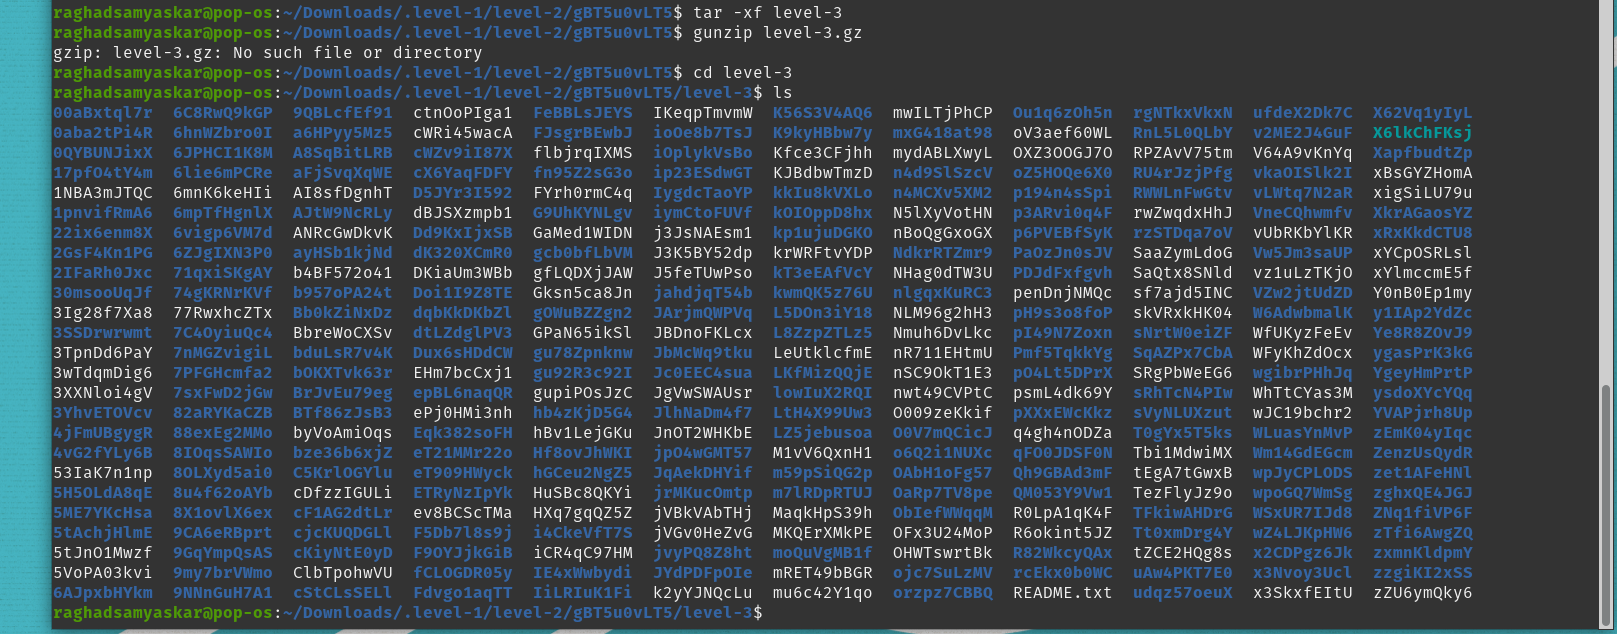 raghadsamyaskar@pop-os:~/Downloads/.level-1/level-2/gBT5u0vLT5$ tar -xf level-3
raghadsamyaskar@pop-os:~/Downloads/.level-1/level-2/gBT5u0vLT5$ gunzip level-3.gz
gzip: level-3.gz: No such file or directory
raghadsamyaskar@pop-os:~/Downloads/.level-1/level-2/gBT5u0vLT5$ cd level-3
raghadsamyaskar@pop-os:~/Downloads/.level-1/level-2/gBT5u0vLT5/level-3$ ls
00aBxtql7r 6C8RwQ9kGP 9QBLcfEf91 ctnOoPIga1 FeBBLsJEYS IKeqpTmvmW K56S3V4AQ6 mwILTjPhCP Ou1q6zOh5n rgNTkxVkxN ufdeX2Dk7C X62Vq1yIyL
0aba2tPi4R 6hnWZbro0I a6HPyy5Mz5 cWRi45wacA FJsgrBEwbJ ioOe8b7TsJ K9kyHBbw7y mxG418at98 oV3aef60WL RnL5L0QLbY v2ME2J4GuF X6lkChFKsj
0QYBUNJixX 6JPHCI1K8M A8SqBitLRB cWZv9iI87X flbjrqIXMS iOplykVsBo Kfce3CFjhh mydABLXwyL OXZ3OOGJ7O RPZAvV75tm V64A9vKnYq XapfbudtZp
17pfO4tY4m 6lie6mPCRe aFjSvqXqWE cX6YaqFDFY fn95Z2sG3o ip23ESdwGT KJBdbwTmzD n4d9SlSzcV oZ5HOQe6X0 RU4rJzjPfg vkaOISlk2I xBsGYZHomA
1NBA3mJTQC 6mnK6keHIi AI8sfDgnhT D5JYr3I592 FYrh0rmC4q IygdcTaoYP kkIu8kVXLo n4MCXv5XM2 p194n4sSpi RWWLnFwGtv vLWtq7N2aR xigSiLU79u
1pnvifRmA6 6mpTfHgnlX AJtW9NcRLy dBJSXzmpb1 G9UhKYNLgv iymCtoFUVf kOIOppD8hx N5lXyVotHN p3ARvi0q4F rwZwqdxHhJ VneCQhwmfv XkrAGaosYZ
22ix6enm8X 6vigp6VM7d ANRcGwDkvK Dd9KxIjxSB GaMed1WIDN j3JsNAEsm1 kp1ujuDGKO nBoQgGxoGX p6PVEBfSyK rzSTDqa7oV vUbRKbYlKR xRxKkdCTU8
2GsF4Kn1PG 6ZJgIXN3P0 ayHSb1kjNd dK320XCmR0 gcb0bfLbVM J3K5BY52dp krWRFtvYDP NdkrRTZmr9 PaOzJn0sJV SaaZymLdoG Vw5Jm3saUP xYCpOSRLsl
2IFaRh0Jxc 71qxiSKgAY b4BF572o41 DKiaUm3WBb gfLQDXjJAW J5feTUwPso kT3eEAfVcY NHag0dTW3U PDJdFxfgvh SaQtx8SNld vz1uLzTKjO xYlmccmE5f
30msooUqJf 74gKRNrKVf b957oPA24t Doi1I9Z8TE Gksn5ca8Jn jahdjqT54b kwmQK5z76U nlgqxKuRC3 penDnjNMQc sf7ajd5INC VZw2jtUdZD Y0nB0Ep1my
3Ig28f7Xa8 77RwxhcZTx Bb0kZiNxDz dqbKkDKbZl gOWuBZZgn2 JArjmQWPVq L5DOn3iY18 NLM96g2hH3 pH9s3o8foP skVRxkHK04 W6AdwbmalK y1IAp2YdZc
3SSDrwrwmt 7C4OyiuQc4 BbreWoCXSv dtLZdglPV3 GPaN65ikSl JBDnoFKLcx L8ZzpZTLz5 Nmuh6DvLkc pI49N7Zoxn sNrtW0eiZF WfUKyzFeEv Ye8R8ZOvJ9
3TpnDd6PaY 7nMGZvigiL bduLsR7v4K Dux6sHDdCW gu78Zpnknw JbMcWq9tku LeUtklcfmE nR711EHtmU Pmf5TqkkYg SqAZPx7CbA WFyKhZdOcx ygasPrK3kG
3wTdqmDig6 7PFGHcmfa2 bOKXTvk63r EHm7bcCxj1 gu92R3c92I Jc0EEC4sua LKfMizQQjE nSC9OkT1E3 pO4Lt5DPrX SRgPbWeEG6 wgibrPHhJq YgeyHmPrtP
3XXNloi4gV 7sxFwD2jGw BrJvEu79eg epBL6naqQR gupiPOsJzC JgVwSWAUsr lowIuX2RQI nwt49CVPtC psmL4dk69Y sRhTcN4PIw WhTtCYas3M ysdoXYcYQq
3YhvETOVcv 82aRYKaCZB BTf86zJsB3 ePj0HMi3nh hb4zKjD5G4 JlhNaDm4f7 LtH4X99Uw3 O009zeKkif pXXxEWcKkz sVyNLUXzut wJC19bchr2 YVAPjrh8Up
4jFmUBgygR 88exEg2MMo byVoAmiOqs Eqk382soFH hBv1LejGKu JnOT2WHKbE LZ5jebusoa O0V7mQCicJ q4gh4nODZa T0gYx5T5ks WLuasYnMvP zEmK04yIqc
4vG2fYLy6B 8IOqsSAWIo bze36b6xjZ eT21MMr22o Hf8ovJhWKI jpO4wGMT57 M1vV6QxnH1 o6Q2i1NUXc qFO0JDSF0N Tbi1MdwiMX Wm14GdEGcm ZenzUsQydR
53IaK7n1np 8OLXyd5ai0 C5KrlOGYlu eT909HWyck hGCeu2NgZ5 JqAekDHYif m59pSiQG2p OAbH1oFg57 Qh9GBAd3mF tEgA7tGwxB wpJyCPLODS zet1AFeHNl
5H5OLdA8qE 8u4f62oAYb cDfzzIGULi ETRyNzIpYk HuSBc8QKYi jrMKucOmtp m7lRDpRTUJ OaRp7TV8pe QM053Y9Vw1 TezFlyJz9o wpoGQ7WmSg zghxQE4JGJ
5ME7YKcHsa 8X1ovlX6ex cF1AG2dtLr ev8BCScTMa HXq7gqQZ5Z jVBkVAbTHj MaqkHpS39h ObIefWWqqM R0LpA1qK4F TFkiwAHDrG WSxUR7IJd8 ZNq1fiVP6F
5tAchjHlmE 9CA6eRBprt cjcKUQDGLl F5Db7l8s9j i4CkeVfT7S jVGv0HeZvG MKQErXMkPE OFx3U24MoP R6okint5JZ Tt0xmDrg4Y wZ4LJKpHW6 zTfi6AwgZQ
5tJnO1Mwzf 9GqYmpQsAS cKiyNtE0yD F9OYJjkGiB iCR4qC97HM jvyPQ8Z8ht moQuVgMB1f OHWTswrtBk R82WkcyQAx tZCE2HQg8s x2CDPgz6Jk zxmnKldpmY
5VoPA03kvi 9my7brVWmo ClbTpohwVU fCLOGDR05y IE4xWwbydi JYdPDFpOIe mRET49bBGR ojc7SuLzMV rcEkx0b0WC uAw4PKT7E0 x3Nvoy3Ucl zzgiKI2xSS
6AJpxbHYkm 9NNnGuH7A1 cStCLsSELl Fdvgo1aqTT IiLRIuK1Fi k2yYJNQcLu mu6c42Y1qo orzpz7CBBQ README.txt udqz57oeuX x3SkxfEItU zZU6ymQky6
raghadsamyaskar@pop-os:~/Downloads/.level-1/level-2/gBT5u0vLT5/level-3$